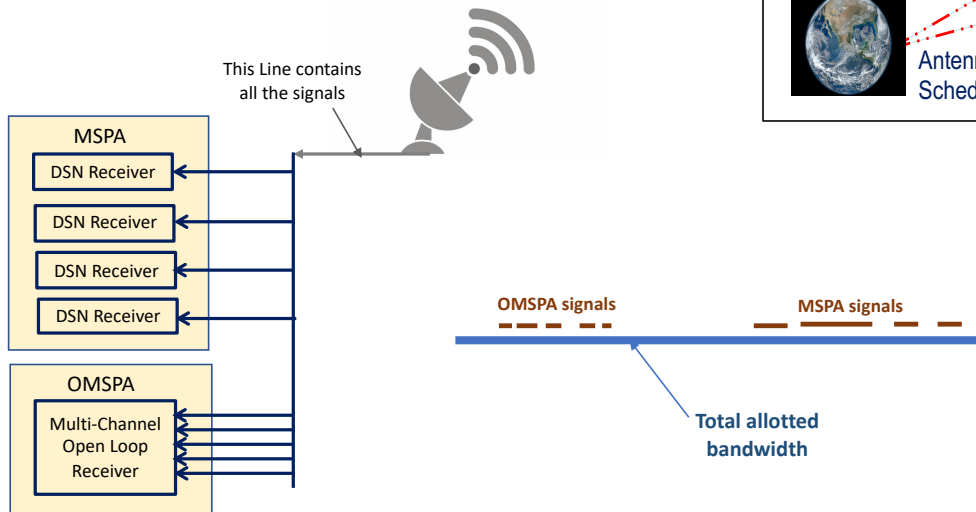 This Line contains
all the signals
MSPA
DSN Receiver
DSN Receiver
DSN Receiver
DSN Receiver
OMSPA
Multi-Channel
Open Loop
Receiver
OMSPA signals
MSPA signals
Total allotted
bandwidth